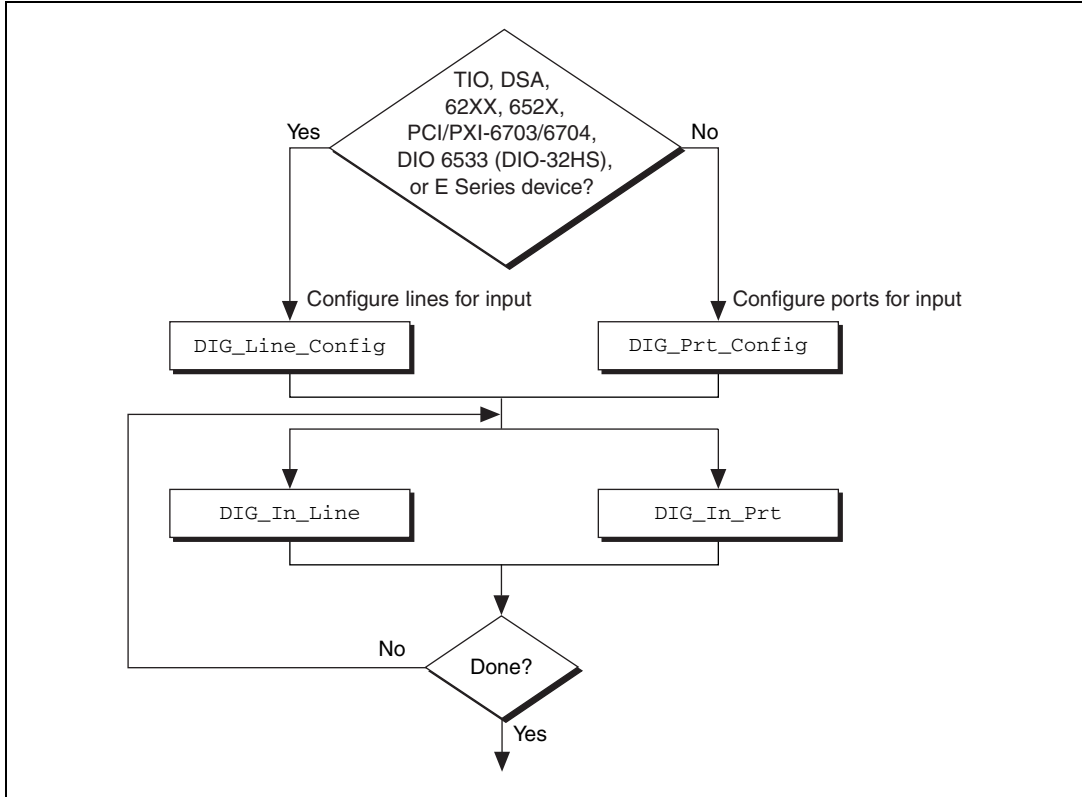 TIO, DSA,
62XX, 652X,
PCI/PXI-6703/6704,
DIO 6533 (DIO-32HS),
or E Series device?
Yes
No
Configure lines for input
Configure ports for input
DIG_Line_Config
DIG_Prt_Config
DIG_In_Line
DIG_In_Prt
No
Done?
Yes